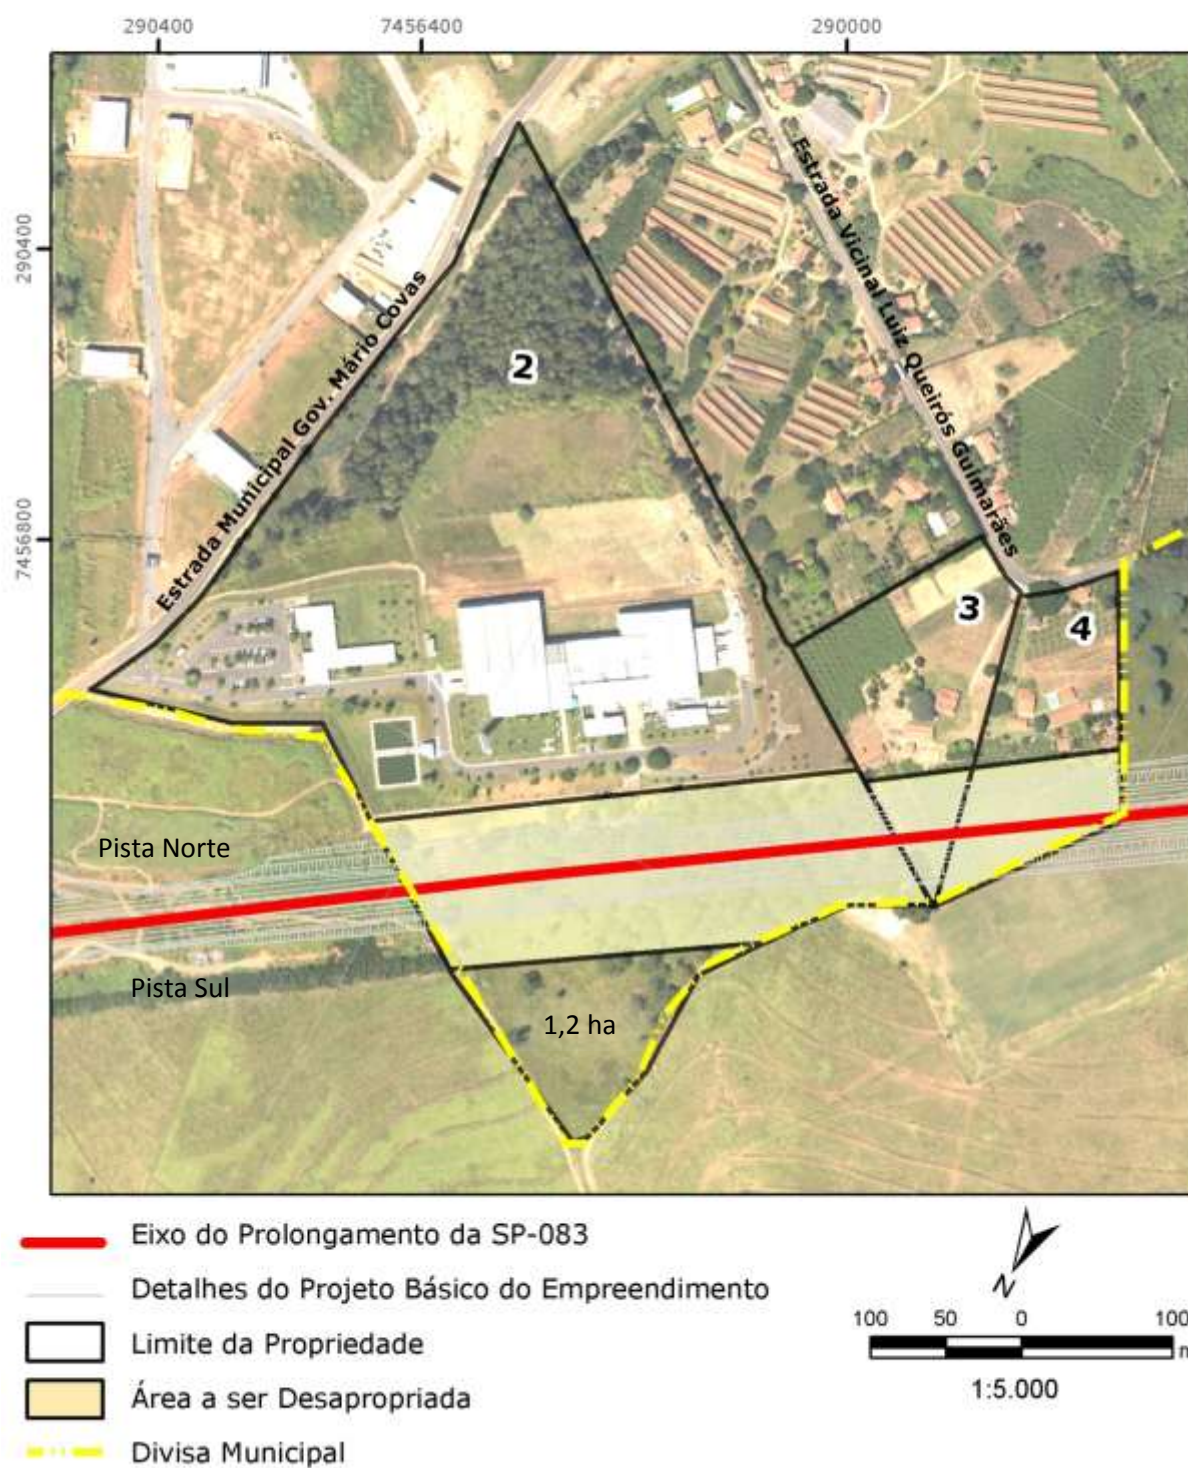 290400
7456400
290000
290400
7456800
Estrada Municipal Gov. Mário Covas
Estrada Vicinal Luiz Queirós Guimarães
2
3
4
Pista Norte
Pista Sul
1,2 ha
Eixo do Prolongamento da SP-083
Detalhes do Projeto Básico do Empreendimento
Limite da Propriedade
Área a ser Desapropriada
Divisa Municipal
N
100 50 0 100
m
1:5.000